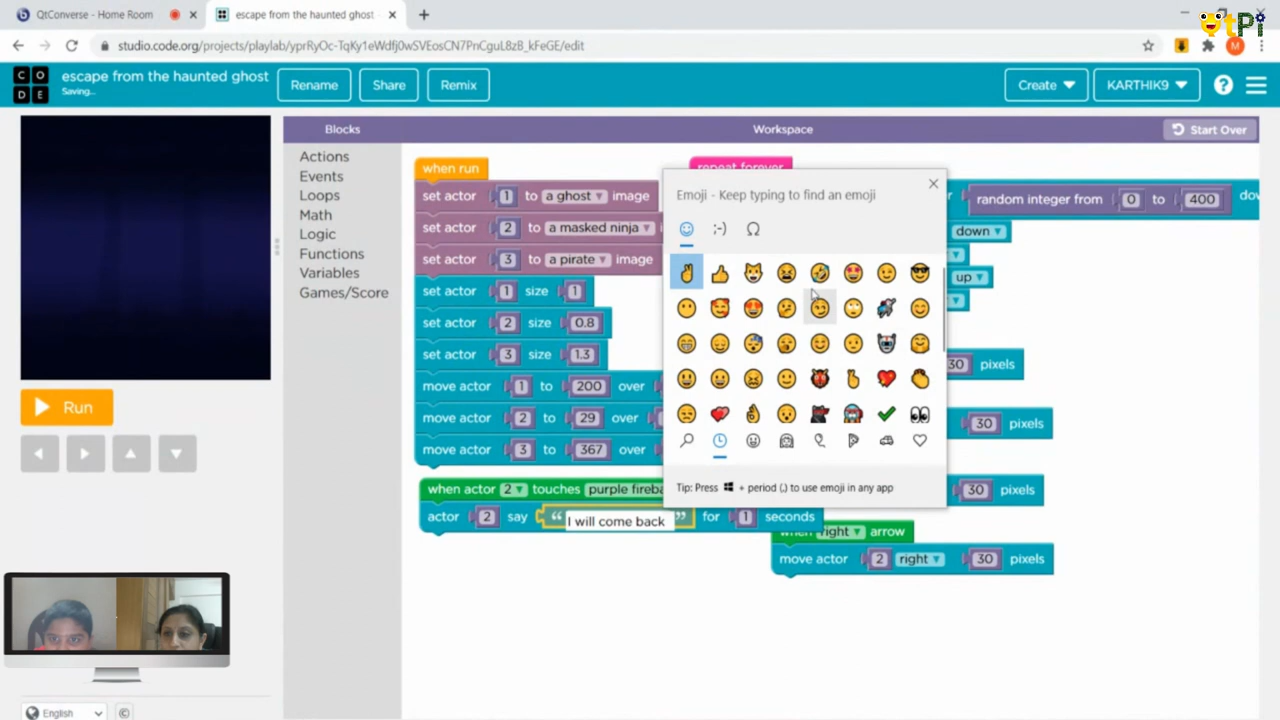 QtConverse - Home Room
escape from the haunted ghost
QtPi
studio.code.org/projects/playlab/yprRyOc-TqKy1eWdfj0wSVEosCN7PnCguL8zB_kFeGE/edit
M
C O D E
escape from the haunted ghost
Saving...
Rename
Share
Remix
Create
KARTHIK9
?
Blocks
Workspace
Start Over
Actions
Events
Loops
Math
Logic
Functions
Variables
Games/Score
when run
set actor 1 to a ghost image
set actor 2 to a masked ninja
set actor 3 to a pirate image
set actor 1 size 1
set actor 2 size 0.8
set actor 3 size 1.3
move actor 1 to 200 over
move actor 2 to 29 over
move actor 3 to 367 over
when actor 2 touches purple fireba
actor 2 say “ I will come back ” for 1 seconds
repeat forever
random integer from 0 to 400
down
up
30 pixels
30 pixels
30 pixels
when right arrow
move actor 2 right 30 pixels
Emoji - Keep typing to find an emoji
;-)
Ω
Tip: Press + period (.) to use emoji in any app
Run
English
©